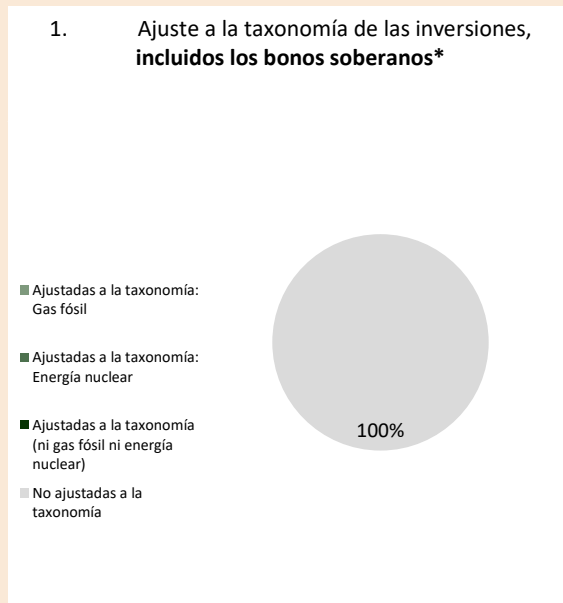 1. Ajuste a la taxonomía de las inversiones,
incluidos los bonos soberanos*
Ajustadas a la taxonomía:
Gas fósil
Ajustadas a la taxonomía:
Energía nuclear
Ajustadas a la taxonomía
(ni gas fósil ni energía
nuclear)
No ajustadas a la
taxonomía
100%